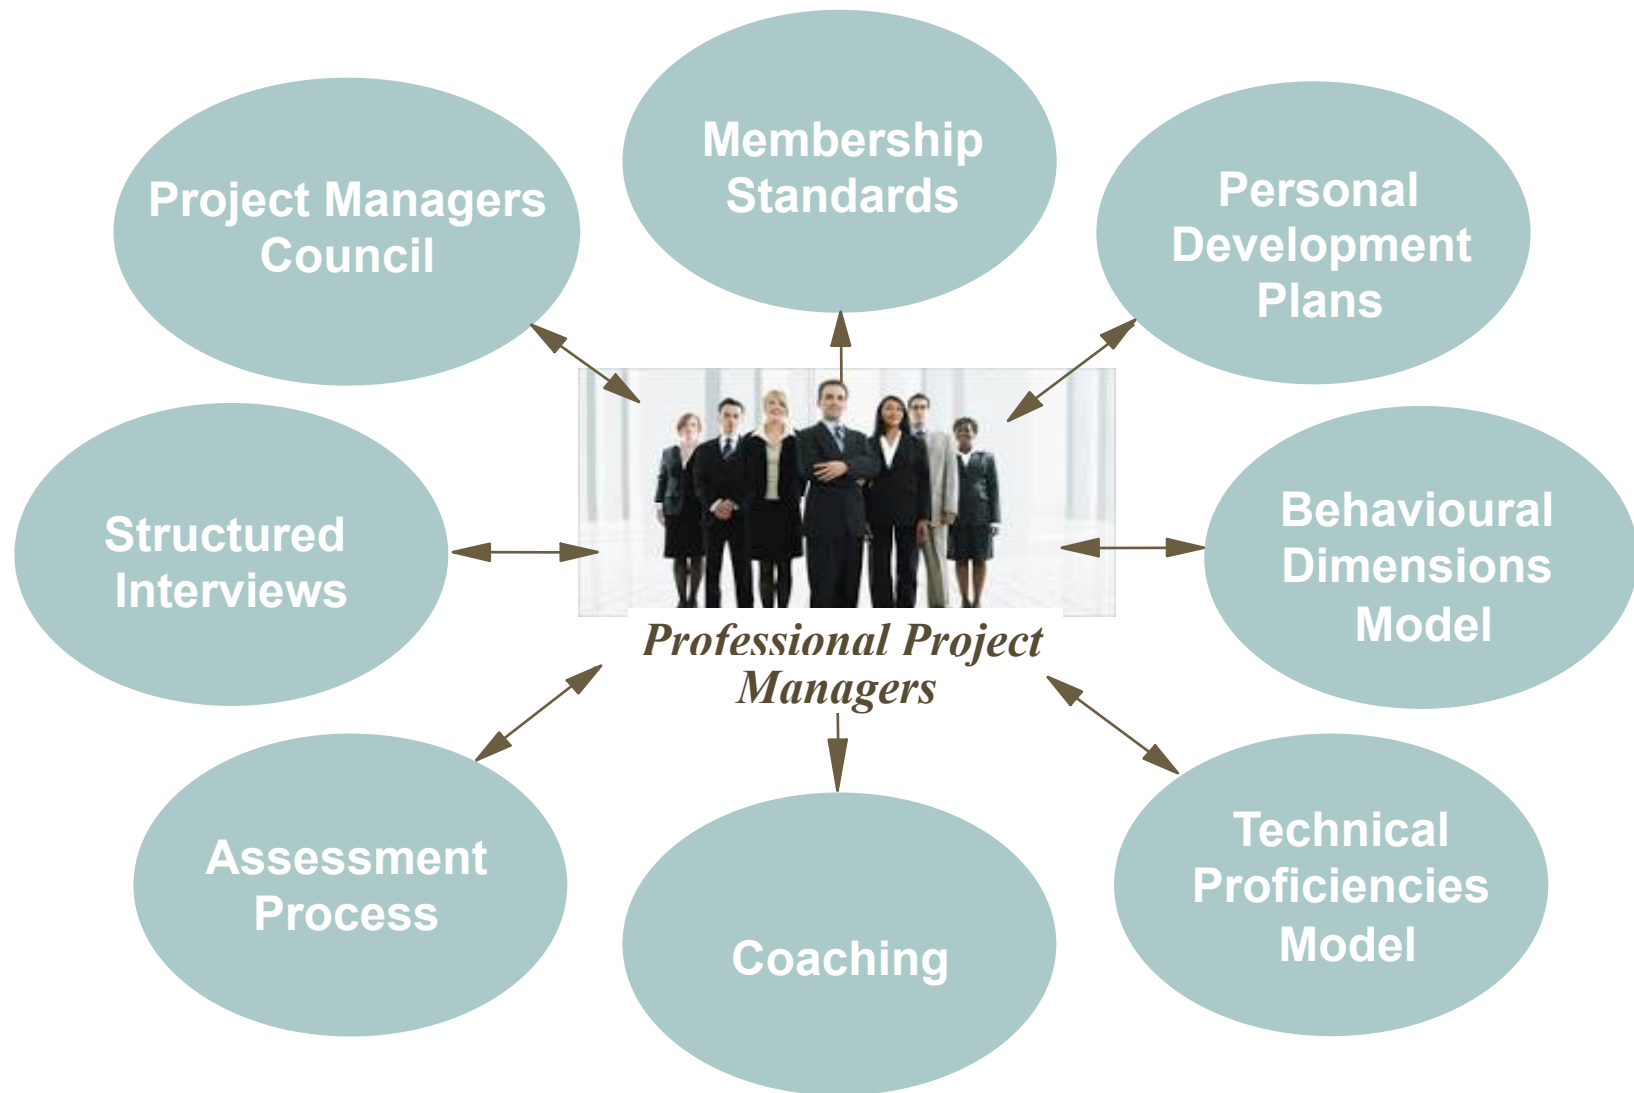 Membership
Standards
Project Managers
Council
Personal
Development
Plans
Structured
Interviews
Behavioural
Dimensions
Model
Professional Project
Managers
Assessment
Process
Coaching
Technical
Proficiencies
Model